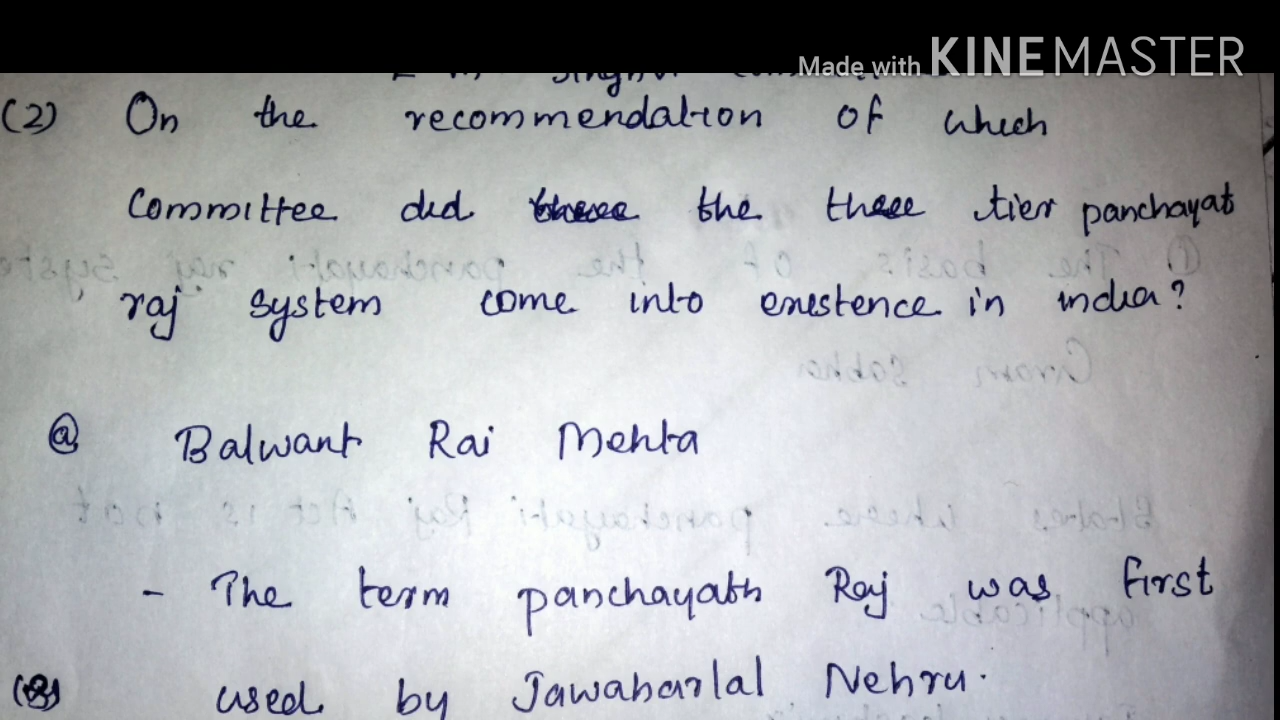 Made with KINEMASTER
(2) On the recommendation of which
Committee did the three tier panchayat
raj system come into existence in india?
@ Balwant Rai Mehta
- The term panchayath Raj was first
used by Jawaharlal Nehru.